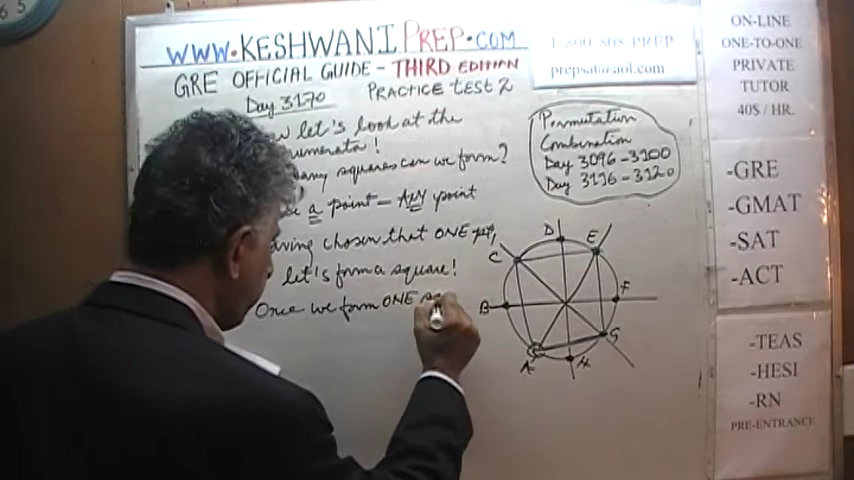 WWW.KESHWANIPREP.COM
GRE OFFICIAL GUIDE - THIRD EDITION
Day 3170 PRACTICE TEST 2
let's look at the
many squares can we form?
a point - ANY point
chosen that ONE pt,
let's form a square!
Once we form ONE
1 800 808 PREP
prepsat@aol.com
Permutation
Combination
Day 3096-3100
Day 3116-3120
D
E
C
F
B
G
A
H
ON-LINE
ONE-TO-ONE
PRIVATE
TUTOR
40$ / HR.
-GRE
-GMAT
-SAT
-ACT
-TEAS
-HESI
-RN
PRE-ENTRANCE
6 5